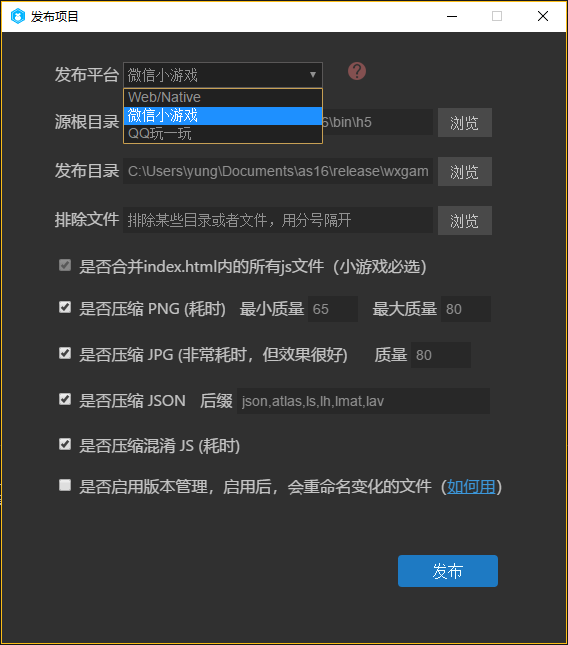 发布项目
发布平台 微信小游戏 ?
Web/Native
源根目录 微信小游戏 6\bin\h5 浏览
QQ玩一玩
发布目录 C:\Users\yung\Documents\as16\release\wxgam 浏览
排除文件 排除某些目录或者文件，用分号隔开 浏览
是否合并index.html内的所有js文件（小游戏必选）
是否压缩 PNG (耗时) 最小质量 65 最大质量 80
是否压缩 JPG (非常耗时，但效果很好) 质量 80
是否压缩 JSON 后缀 json,atlas,ls,lh,lmat,lav
是否压缩混淆 JS (耗时)
是否启用版本管理，启用后，会重命名变化的文件（如何用）
发布